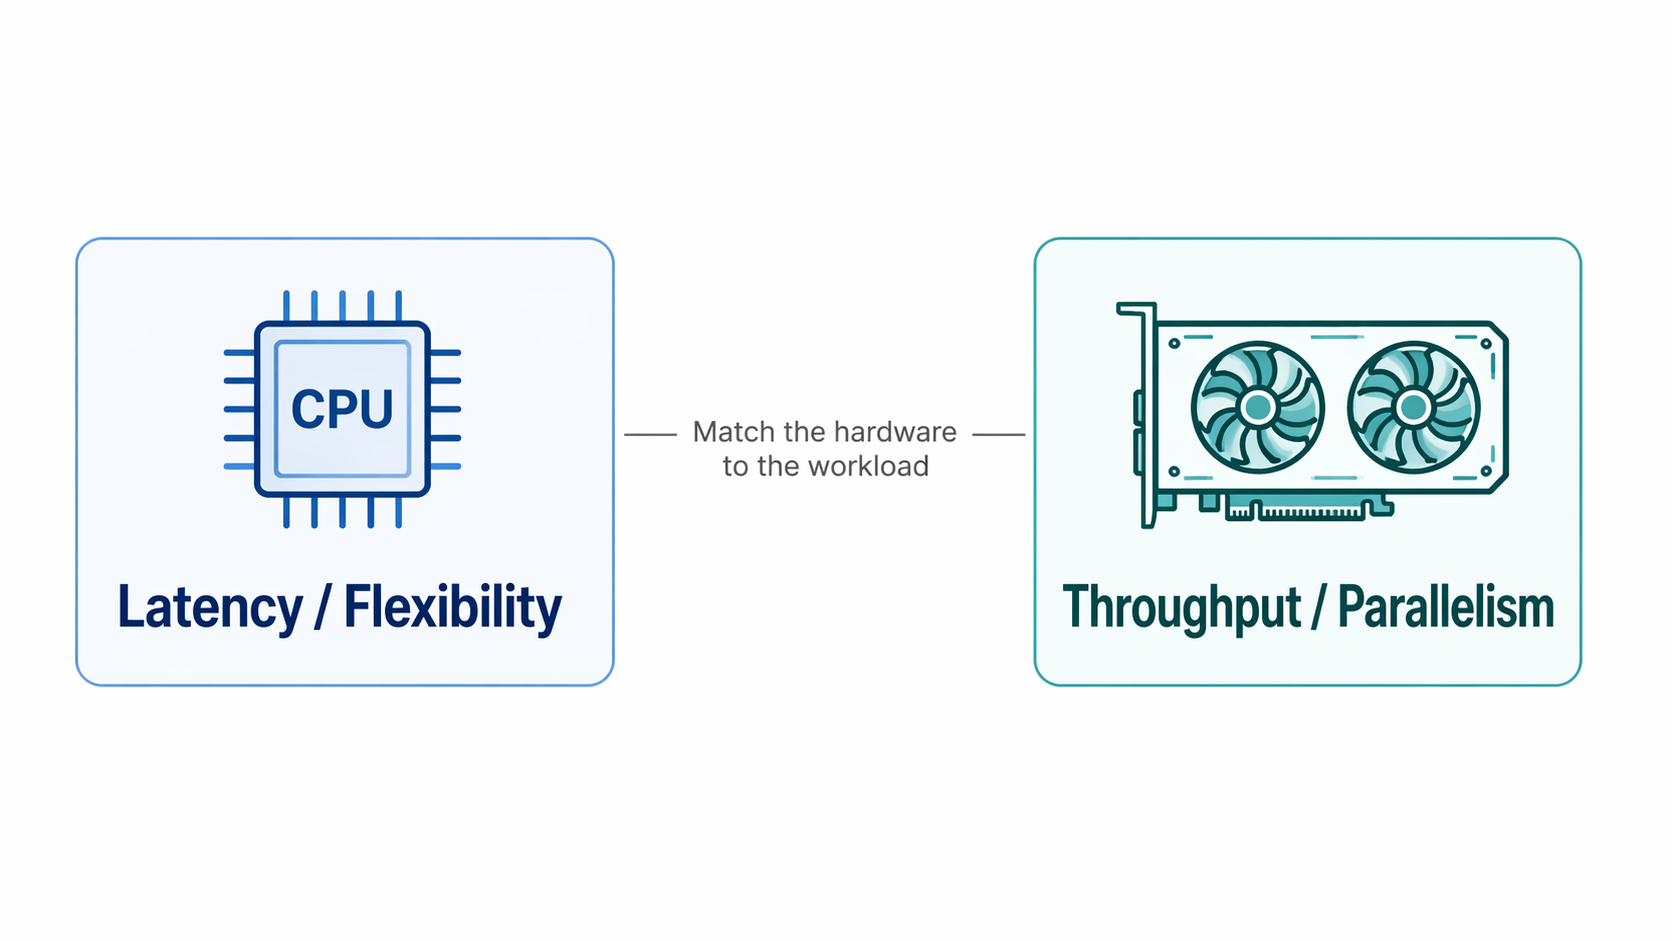 CPU
Latency / Flexibility
Match the hardware
to the workload
Throughput / Parallelism